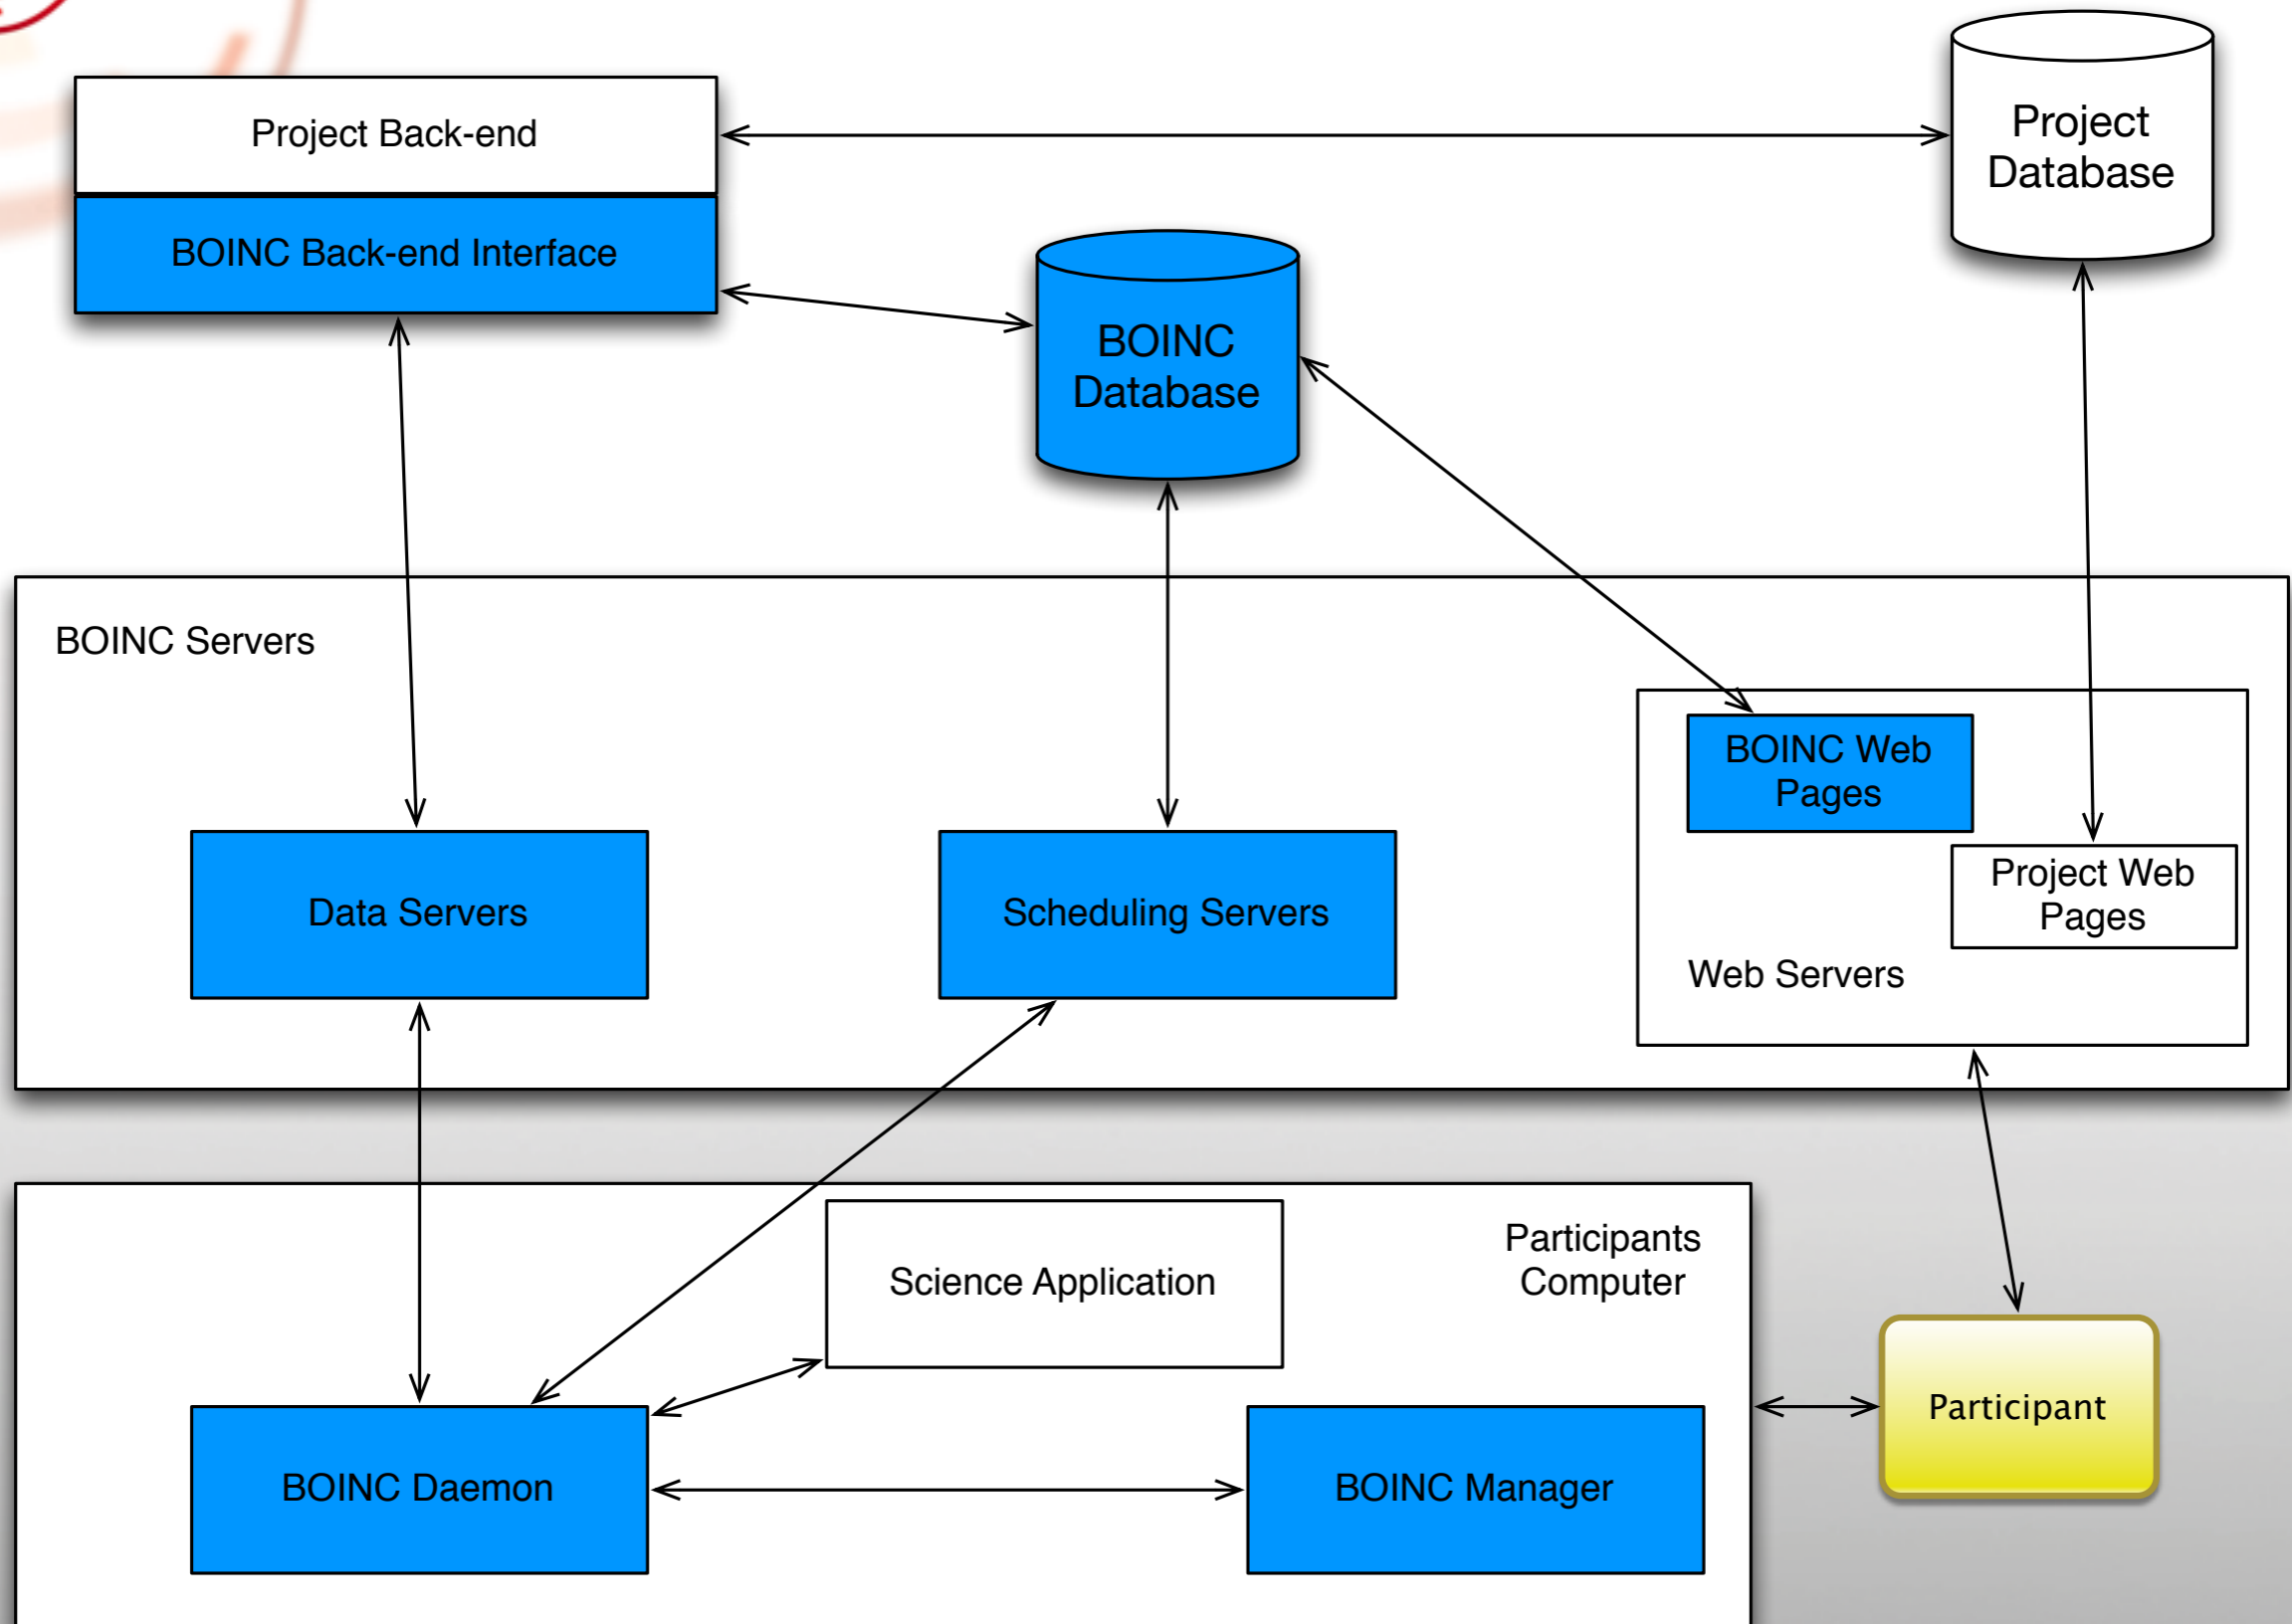 Project Back-end
Project
Database
BOINC Back-end Interface
BOINC
Database
BOINC Servers
BOINC Web
Pages
Project Web
Pages
Data Servers
Scheduling Servers
Web Servers
Participants
Computer
Science Application
Participant
BOINC Daemon
BOINC Manager